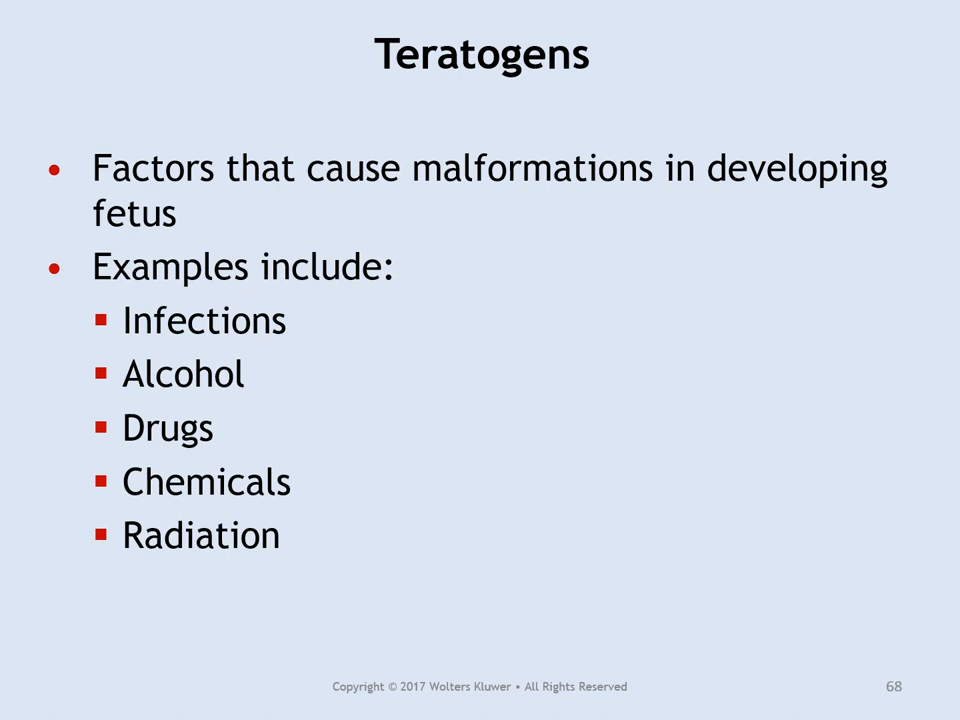 Teratogens
• Factors that cause malformations in developing
fetus
• Examples include:
▪ Infections
▪ Alcohol
▪ Drugs
▪ Chemicals
▪ Radiation
Copyright © 2017 Wolters Kluwer • All Rights Reserved
68